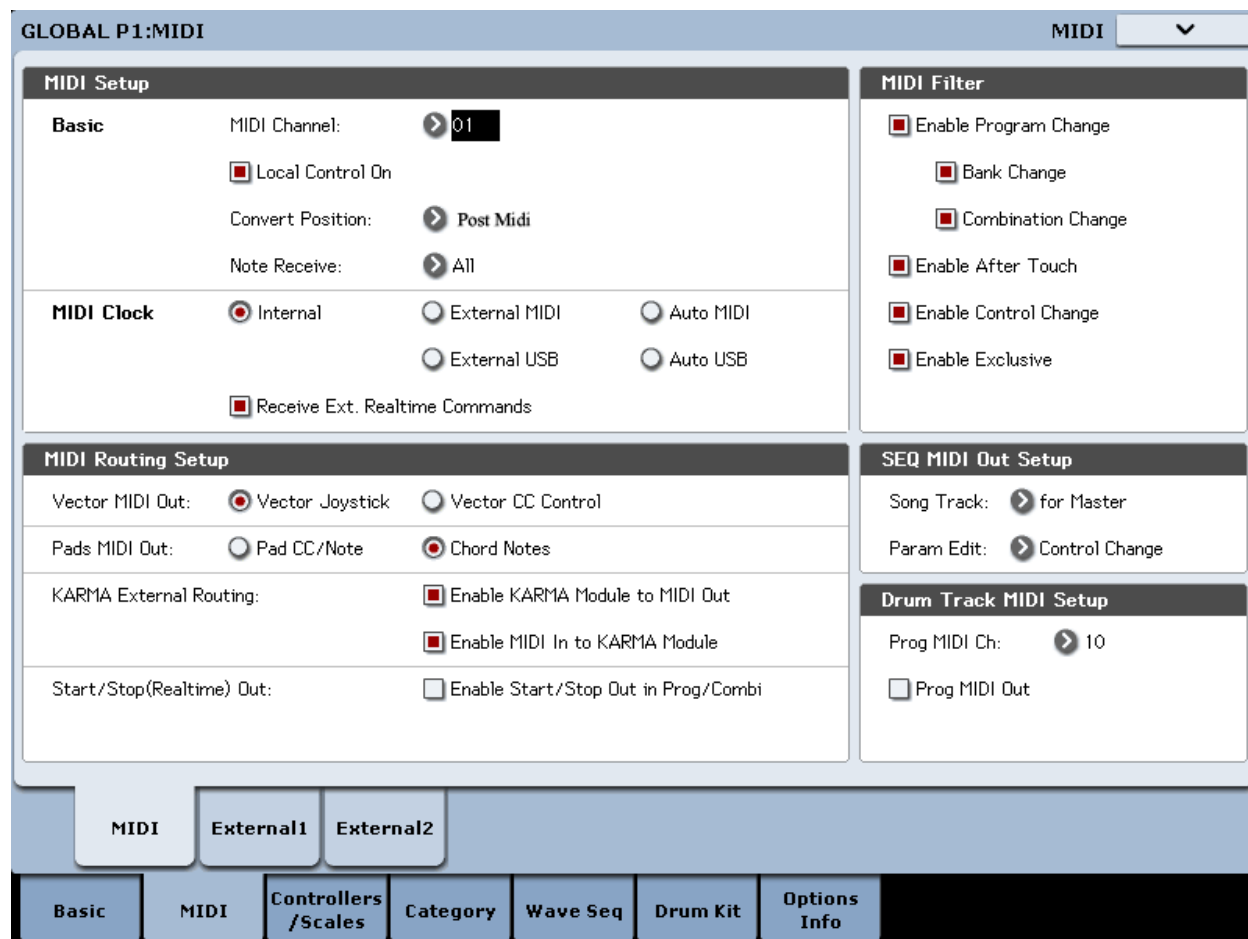 GLOBAL P1:MIDI
MIDI
MIDI Setup
Basic
MIDI Channel:
01
Local Control On
Convert Position:
Post Midi
Note Receive:
All
MIDI Clock
Internal
External MIDI
Auto MIDI
External USB
Auto USB
Receive Ext. Realtime Commands
MIDI Filter
Enable Program Change
Bank Change
Combination Change
Enable After Touch
Enable Control Change
Enable Exclusive
MIDI Routing Setup
Vector MIDI Out:
Vector Joystick
Vector CC Control
Pads MIDI Out:
Pad CC/Note
Chord Notes
KARMA External Routing:
Enable KARMA Module to MIDI Out
Enable MIDI In to KARMA Module
Start/Stop(Realtime) Out:
Enable Start/Stop Out in Prog/Combi
SEQ MIDI Out Setup
Song Track:
for Master
Param Edit:
Control Change
Drum Track MIDI Setup
Prog MIDI Ch:
10
Prog MIDI Out
MIDI
External1
External2
Basic
MIDI
Controllers
/Scales
Category
Wave Seq
Drum Kit
Options
Info